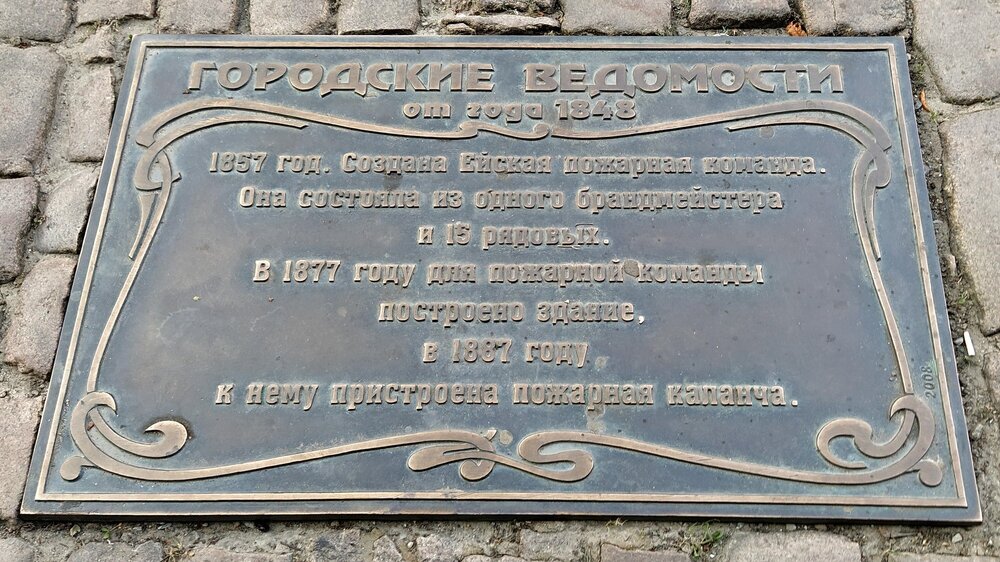 ГОРОДСКИЕ ВЕДОМОСТИ
от года 1848
1857 год. Создана Ейская пожарная команда.
Она состояла из одного брандмейстера
и 15 рядовых.
В 1877 году для пожарной команды
построено здание,
в 1887 году
к нему пристроена пожарная каланча.
2008